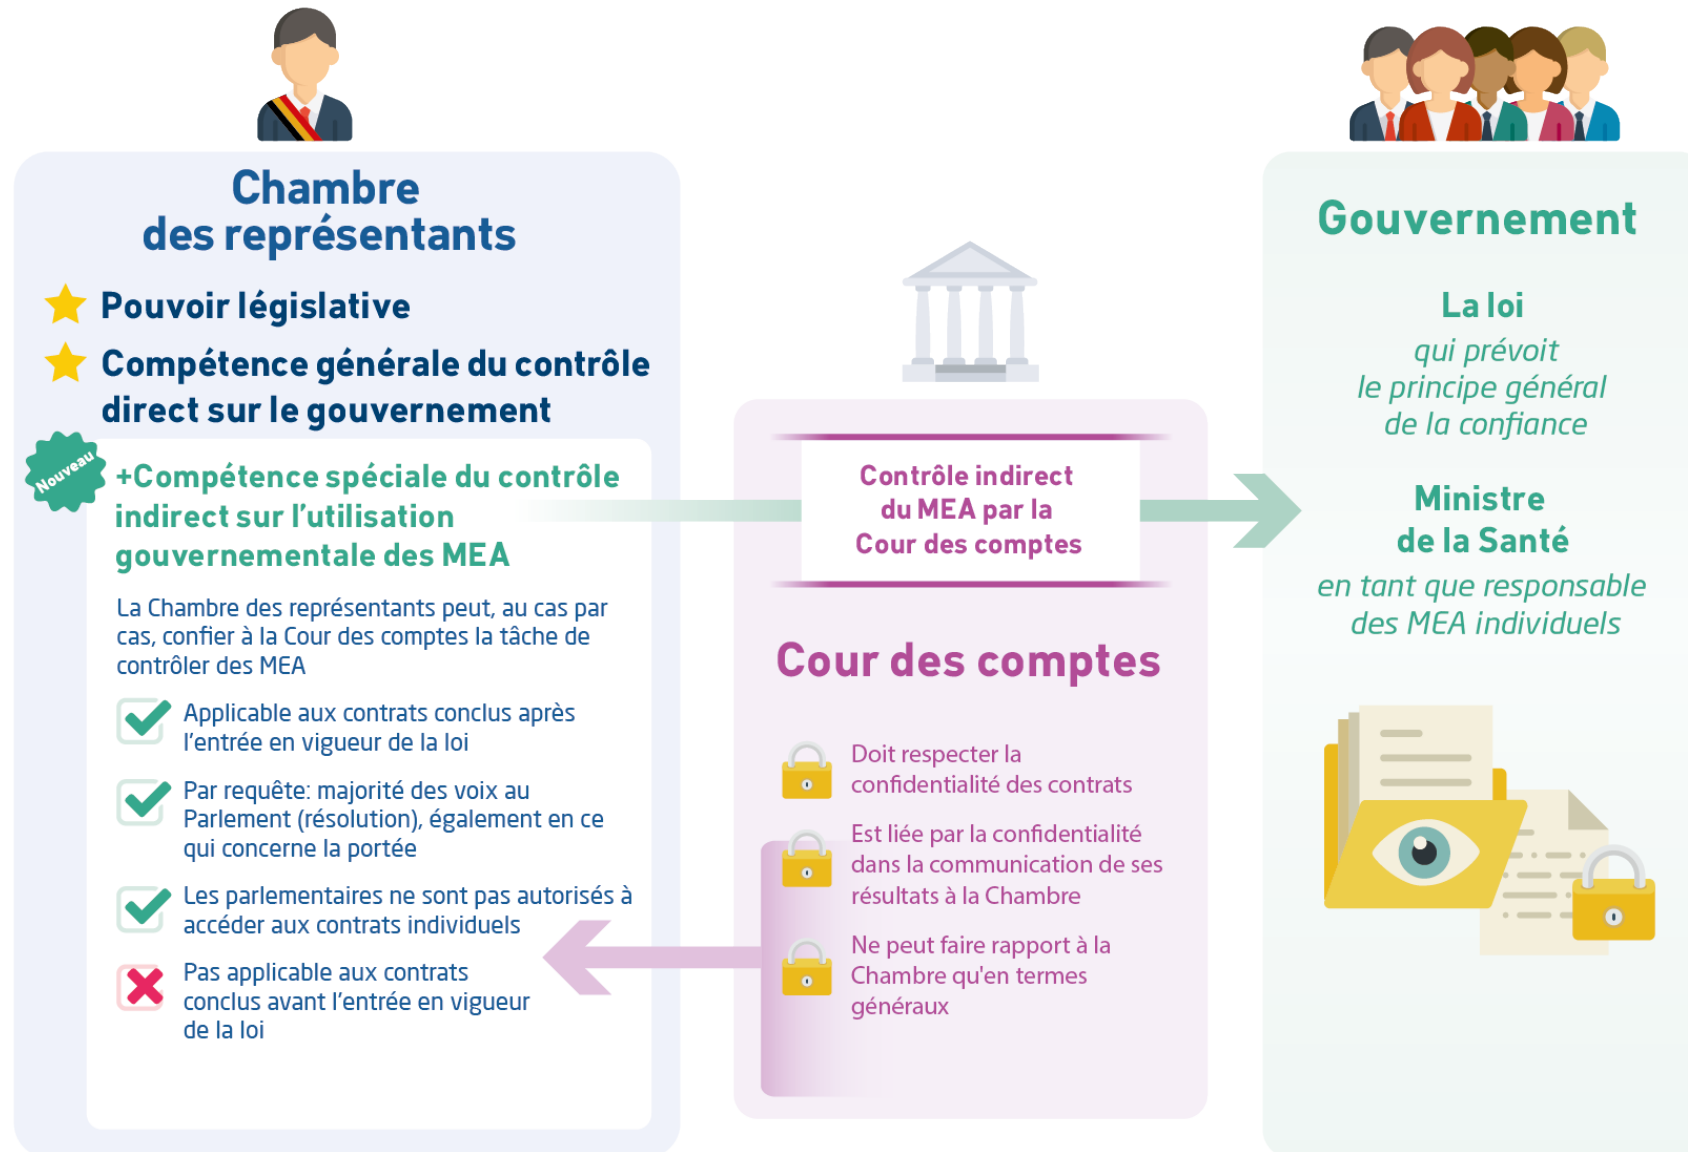 Chambre
des représentants
Pouvoir législative
Compétence générale du contrôle
direct sur le gouvernement
Nouveau
+Compétence spéciale du contrôle
indirect sur l'utilisation
gouvernementale des MEA
La Chambre des représentants peut, au cas par
cas, confier à la Cour des comptes la tâche de
contrôler des MEA
Applicable aux contrats conclus après
l'entrée en vigueur de la loi
Par requête: majorité des voix au
Parlement (résolution), également en ce
qui concerne la portée
Les parlementaires ne sont pas autorisés à
accéder aux contrats individuels
Pas applicable aux contrats
conclus avant l'entrée en vigueur
de la loi
Contrôle indirect
du MEA par la
Cour des comptes
Cour des comptes
Doit respecter la
confidentialité des contrats
Est liée par la confidentialité
dans la communication de ses
résultats à la Chambre
Ne peut faire rapport à la
Chambre qu'en termes
généraux
Gouvernement
La loi
qui prévoit
le principe général
de la confiance
Ministre
de la Santé
en tant que responsable
des MEA individuels